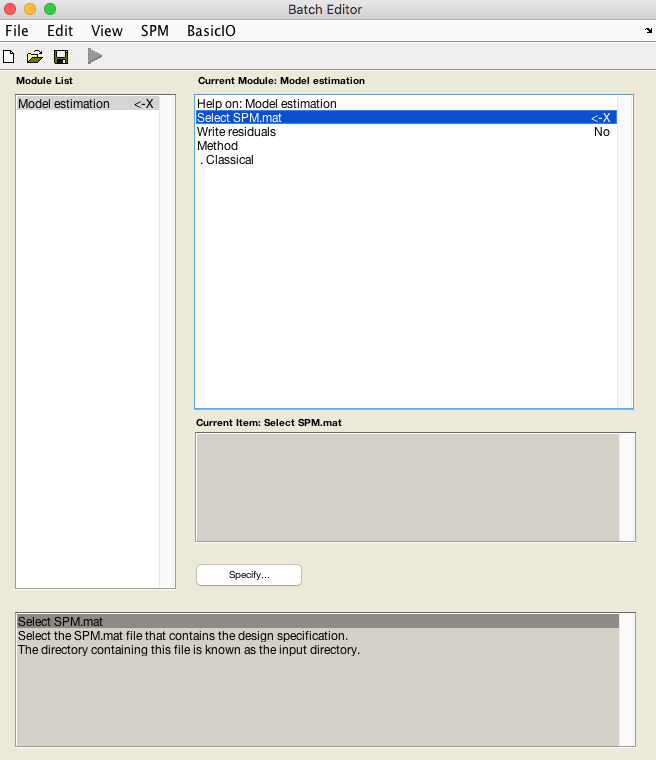 Batch Editor
File Edit View SPM BasicIO
Module List
Model estimation <-X
Current Module: Model estimation
Help on: Model estimation
Select SPM.mat <-X
Write residuals No
Method
. Classical
Current Item: Select SPM.mat
Specify...
Select SPM.mat
Select the SPM.mat file that contains the design specification.
The directory containing this file is known as the input directory.